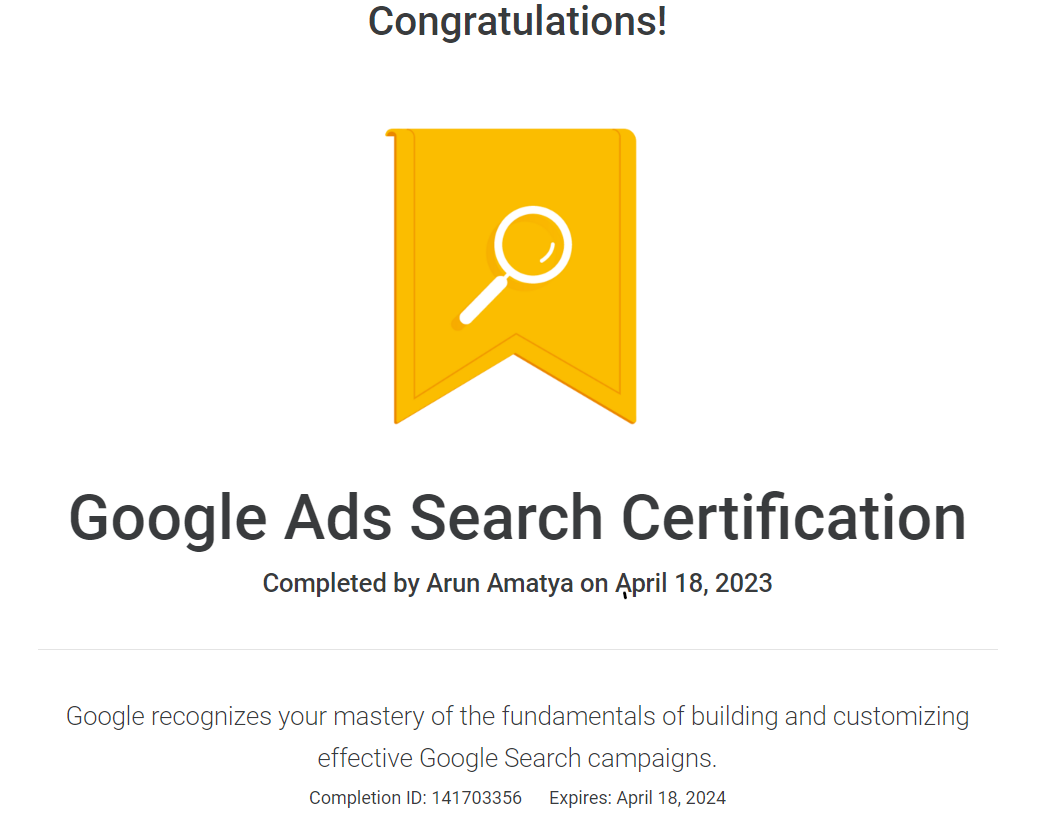 Congratulations!
Google Ads Search Certification
Completed by Arun Amatya on April 18, 2023
Google recognizes your mastery of the fundamentals of building and customizing
effective Google Search campaigns.
Completion ID: 141703356 Expires: April 18, 2024